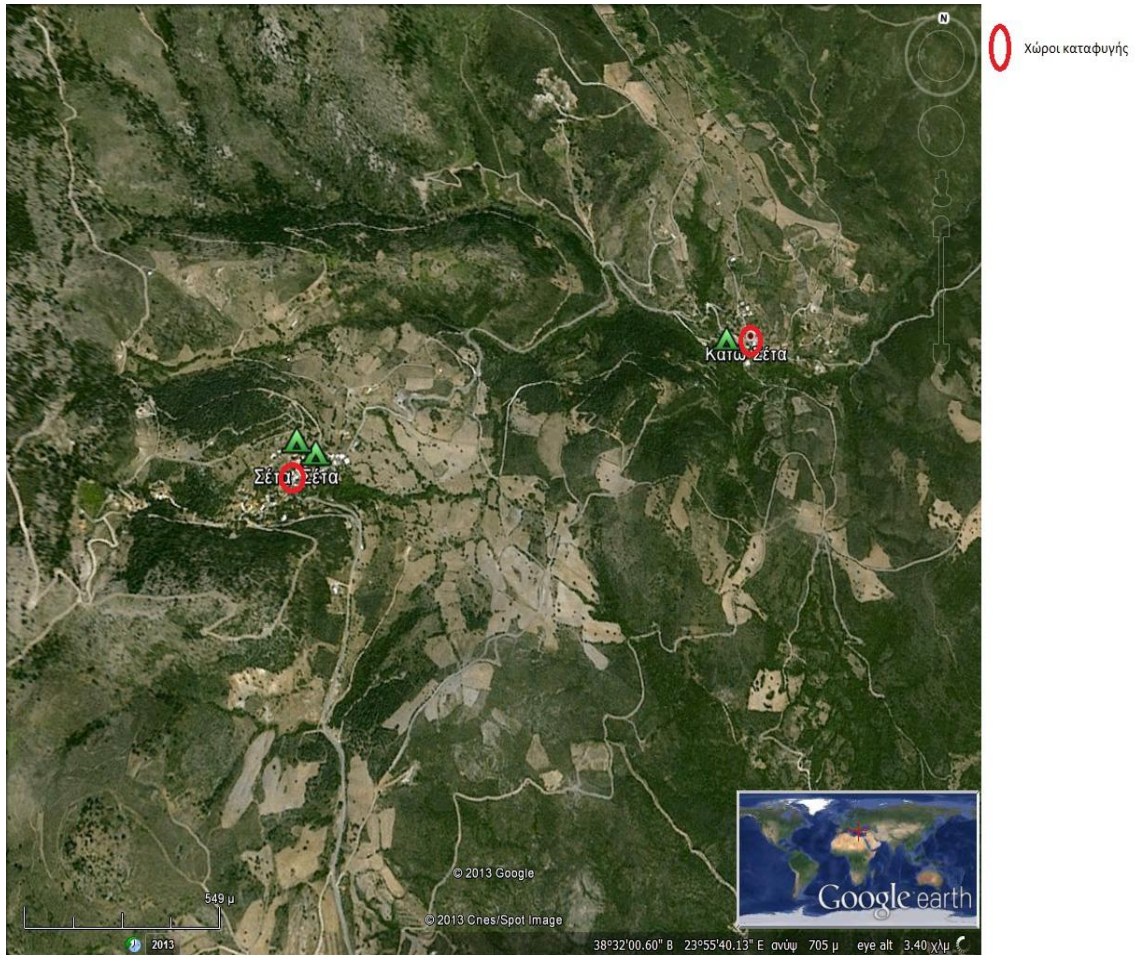 N
Χώροι καταφυγής
Κάτω Σέτα
Σέτα Σέτα
© 2013 Google
549 μ
© 2013 Cnes/Spot Image
Google earth
2013
38°32'00.60" Β 23°55'40.13" Ε ανύψ 705 μ eye alt 3.40 χλμ